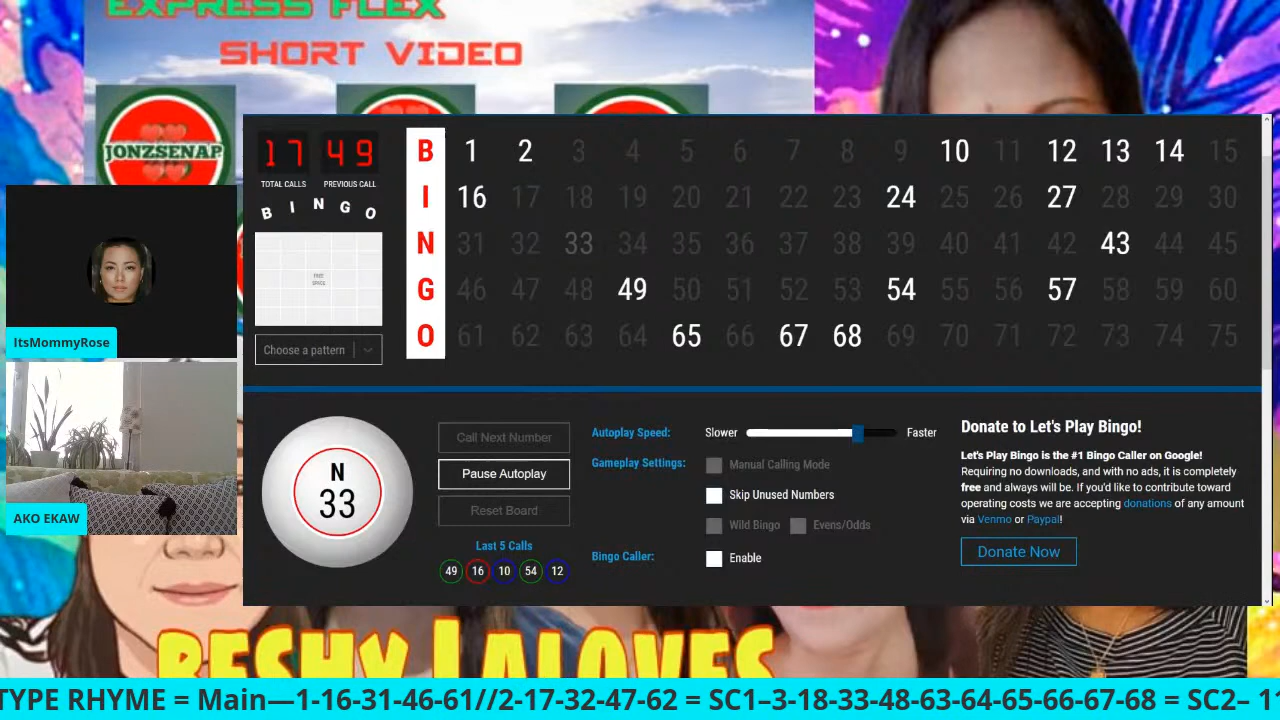 EXPRESS FLEX
SHORT VIDEO
JONZSENAP
17 49
TOTAL CALLS PREVIOUS CALL
B I N G O
FREE
SPACE
Choose a pattern
B 1 2 3 4 5 6 7 8 9 10 11 12 13 14 15
I 16 17 18 19 20 21 22 23 24 25 26 27 28 29 30
N 31 32 33 34 35 36 37 38 39 40 41 42 43 44 45
G 46 47 48 49 50 51 52 53 54 55 56 57 58 59 60
O 61 62 63 64 65 66 67 68 69 70 71 72 73 74 75
ItsMommyRose
AKO EKAW
N
33
Call Next Number
Pause Autoplay
Reset Board
Last 5 Calls
49 16 10 54 12
Autoplay Speed: Slower Faster
Gameplay Settings: Manual Calling Mode
Skip Unused Numbers
Wild Bingo Evens/Odds
Bingo Caller: Enable
Donate to Let's Play Bingo!
Let's Play Bingo is the #1 Bingo Caller on Google!
Requiring no downloads, and with no ads, it is completely
free and always will be. If you'd like to contribute toward
operating costs we are accepting donations of any amount
via Venmo or Paypal!
Donate Now
BESHY LALOVES
TYPE RHYME = Main—1-16-31-46-61//2-17-32-47-62 = SC1–3-18-33-48-63-64-65-66-67-68 = SC2– 11